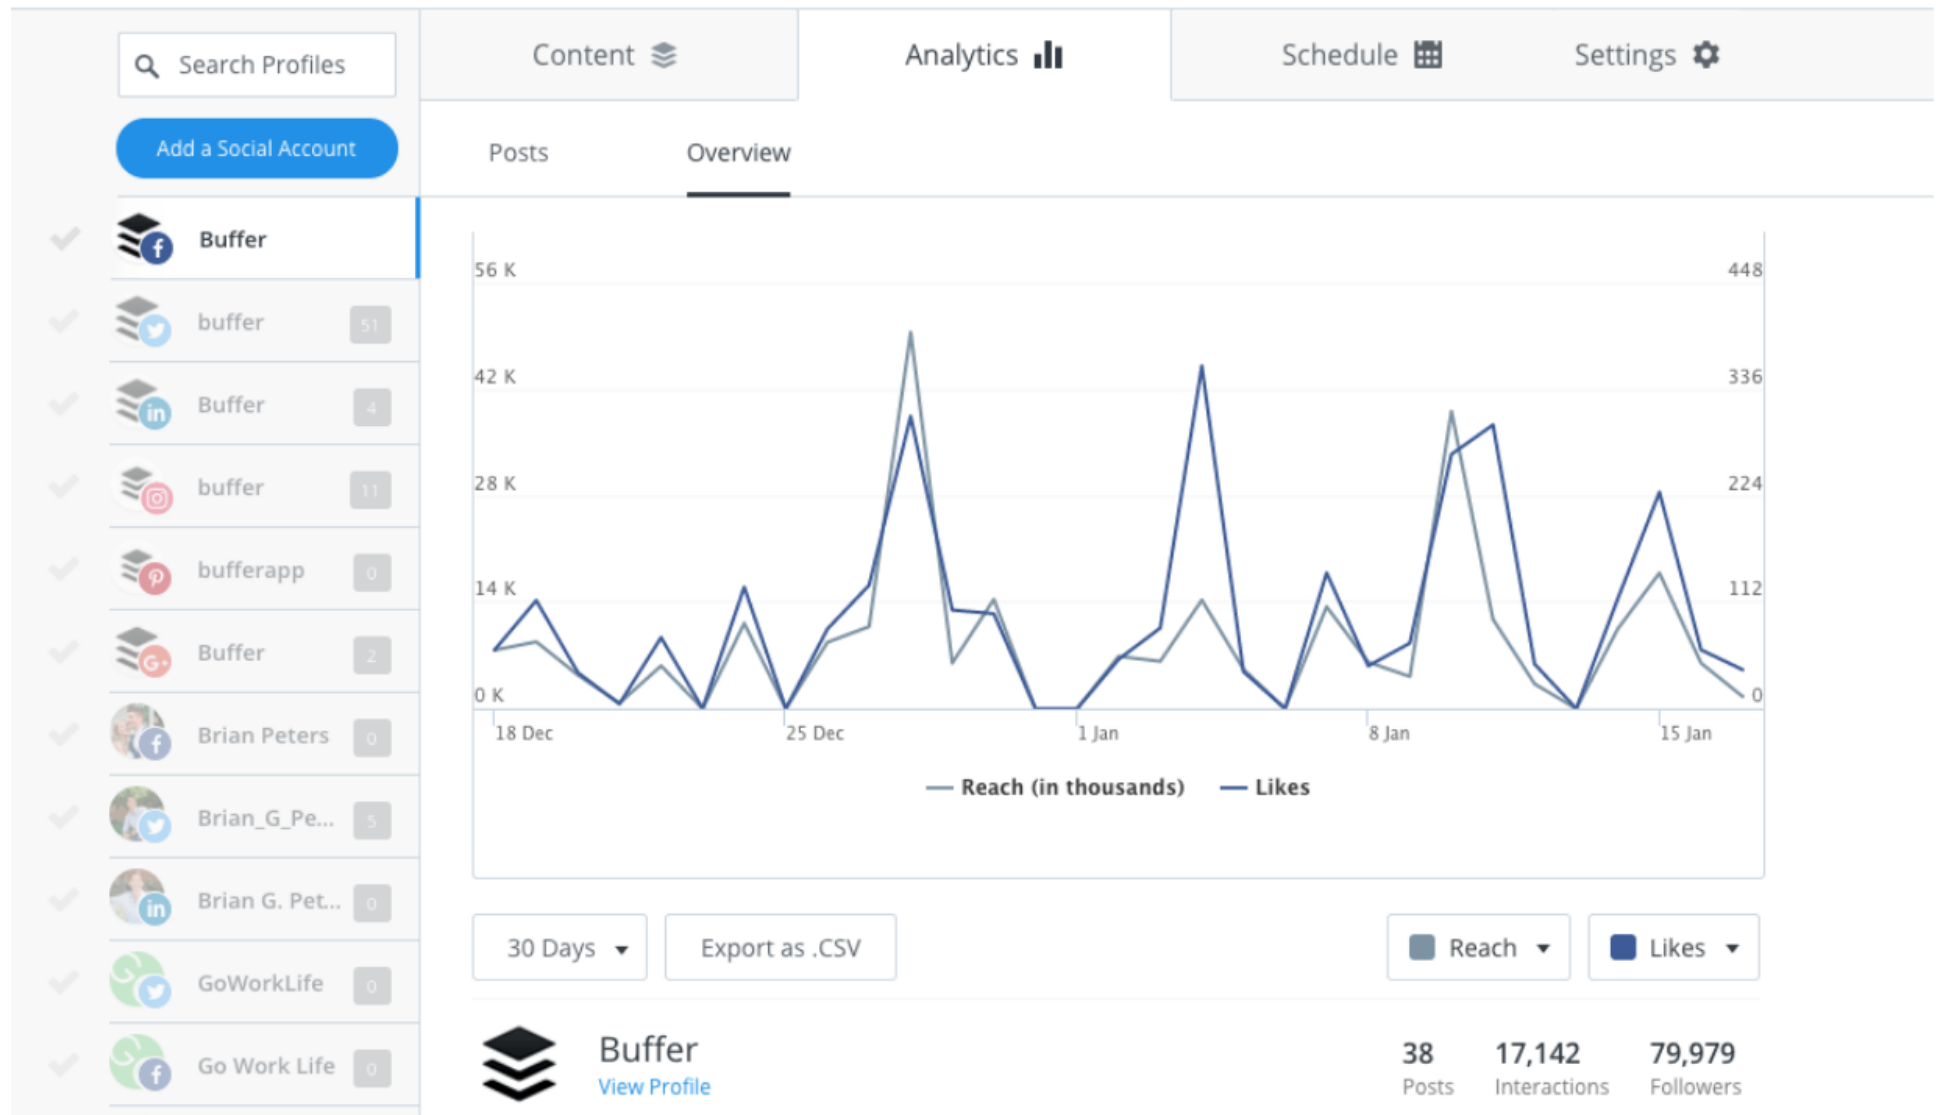 Search Profiles
Add a Social Account
Buffer
buffer 51
Buffer 4
buffer 11
bufferapp 0
Buffer 2
Brian Peters 0
Brian_G_Pe... 5
Brian G. Pet... 0
GoWorkLife 0
Go Work Life 0
Content
Analytics
Schedule
Settings
Posts
Overview
56 K 448
42 K 336
28 K 224
14 K 112
0 K 0
18 Dec 25 Dec 1 Jan 8 Jan 15 Jan
Reach (in thousands) Likes
30 Days
Export as .CSV
Reach
Likes
Buffer
View Profile
38 17,142 79,979
Posts Interactions Followers